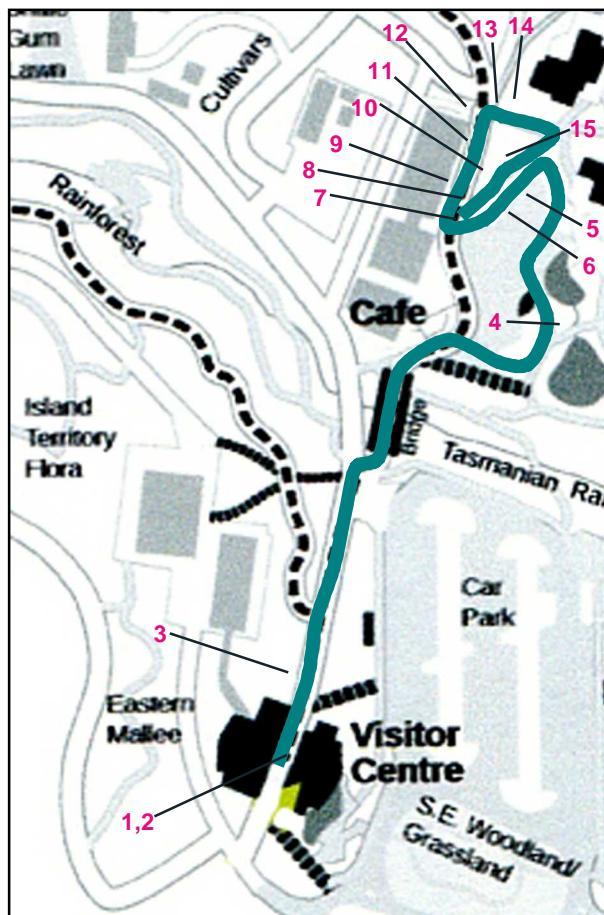 Gum
Lawn
Cultivars
12
13
14
11
10
15
9
8
7
5
6
Rainforest
Cafe
4
Island
Territory
Flora
Bridge
Tasmanian
Car
Park
3
Eastern
Mallee
Visitor
Centre
1,2
S.E. Woodland/
Grassland